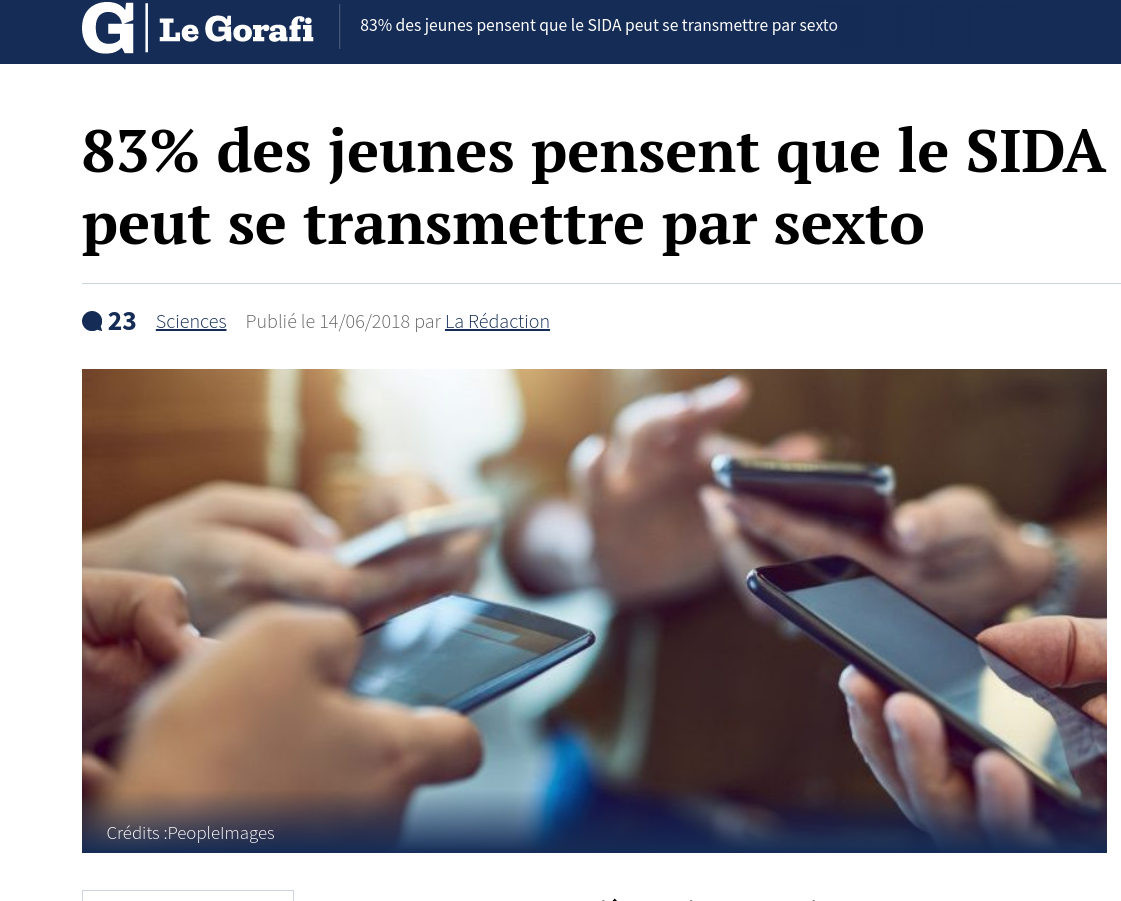 G Le Gorafi 83% des jeunes pensent que le SIDA peut se transmettre par sexto
83% des jeunes pensent que le SIDA
peut se transmettre par sexto
23 Sciences Publié le 14/06/2018 par La Rédaction
Crédits :PeopleImages